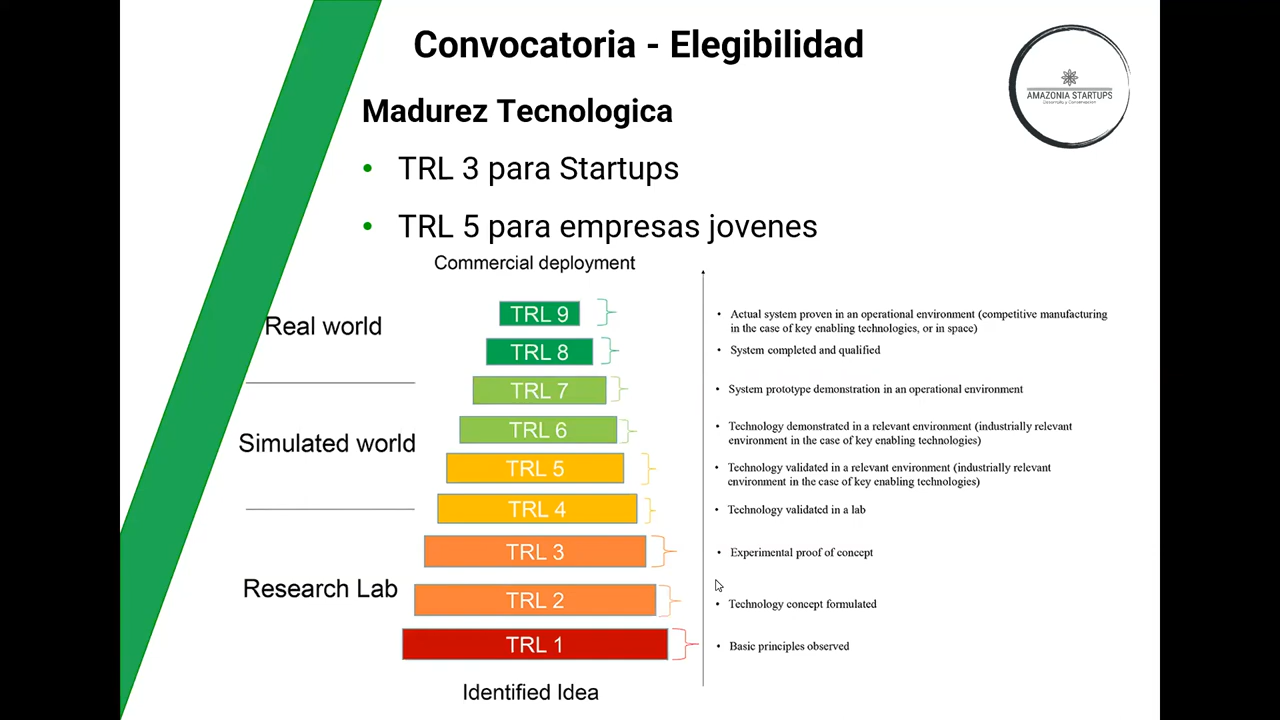 Convocatoria - Elegibilidad
AMAZONIA STARTUPS
Desarrollo y Conservación
Madurez Tecnologica
• TRL 3 para Startups
• TRL 5 para empresas jovenes
Commercial deployment
Real world
TRL 9
• Actual system proven in an operational environment (competitive manufacturing
in the case of key enabling technologies, or in space)
TRL 8
• System completed and qualified
TRL 7
• System prototype demonstration in an operational environment
Simulated world
TRL 6
• Technology demonstrated in a relevant environment (industrially relevant
environment in the case of key enabling technologies)
TRL 5
• Technology validated in a relevant environment (industrially relevant
environment in the case of key enabling technologies)
TRL 4
• Technology validated in a lab
Research Lab
TRL 3
• Experimental proof of concept
TRL 2
• Technology concept formulated
TRL 1
• Basic principles observed
Identified Idea